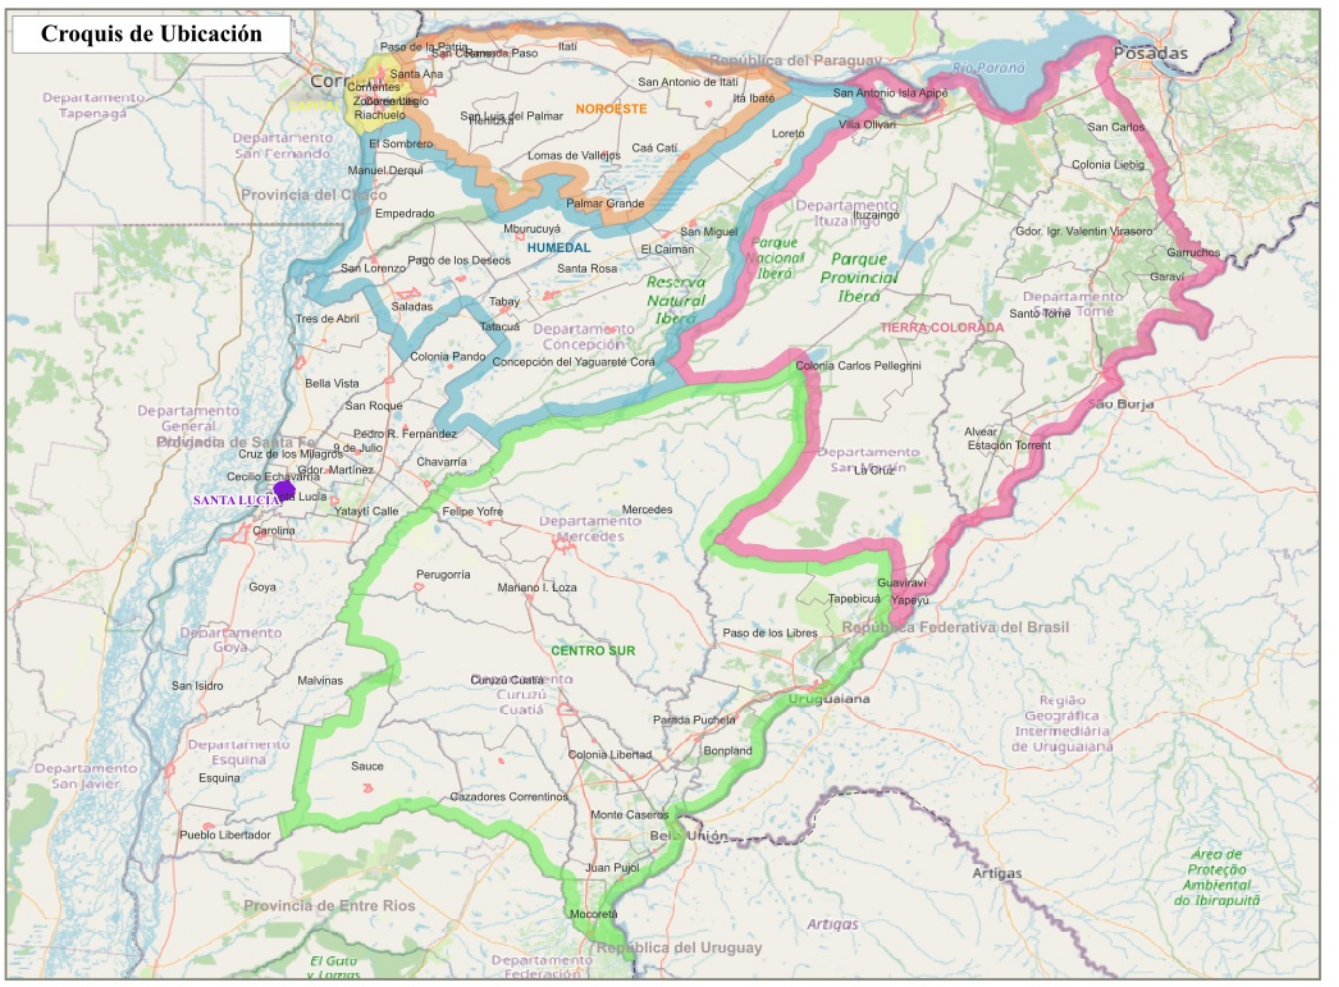 Croquis de Ubicación
Paso de la Patria
Itatí
República del Paraguay
Posadas
Río Paraná
Santa Ana
San Antonio de Itatí
San Antonio Isla Apipé
Itá Ibaté
Corrientes
Departamento
Tapenagá
NOROESTE
Riachuelo
San Luis del Palmar
Villa Olivari
San Carlos
Loreto
Departamento
San Fernando
El Sombrero
Lomas de Vallejos
Caá Catí
Colonia Liebig
Manuel Derqui
Provincia del Chaco
Palmar Grande
Departamento
Ituzaingó
Ituzaingo
Empedrado
Mburucuyá
San Miguel
Gdor. Igr. Valentin Virasoro
HUMEDAL
El Caimán
Parque
Nacional
Iberá
Garruchos
Parque
Provincial
Iberá
San Lorenzo
Pago de los Deseos
Santa Rosa
Garaví
Reserva
Natural
Iberá
Departamento
Santo Tomé
Saladas
Tabay
Santo Tomé
Tres de Abril
Tatacuá
Departamento
Concepción
TIERRA COLORADA
Colonia Pando
Concepción del Yaguareté Corá
Colonia Carlos Pellegrini
Bella Vista
São Borja
San Roque
Departamento
General
Provincia de Santa Fe
Pedro R. Fernández
Alvear
Estación Torrent
9 de Julio
Cruz de los Milagros
Chavarría
Departamento
San Martín
La Cruz
Gdor. Martínez
Cecilio Echavarría
SANTA LUCÍA
Santa Lucía
Yataytí Calle
Felipe Yofre
Mercedes
Departamento
Mercedes
Carolina
Goya
Perugorría
Mariano I. Loza
Guaviraví
Tapebicuá
Yapeyú
República Federativa del Brasil
Departamento
Goya
Paso de los Libres
CENTRO SUR
San Isidro
Malvínas
Curuzú Cuatiá
Departamento
Curuzú
Cuatiá
Uruguaiana
Região
Geográfica
Intermediária
de Uruguaiana
Parada Pucheta
Departamento
Esquina
Colonia Libertad
Bonpland
Departamento
San Javier
Sauce
Esquina
Cazadores Correntinos
Monte Caseros
Pueblo Libertador
Bella Unión
Juan Pujol
Artigas
Área de
Proteção
Ambiental
do Ibirapuitã
Provincia de Entre Ríos
Mocoretá
Artigas
República del Uruguay
El Gato
y Lomas
Departamento
Federación